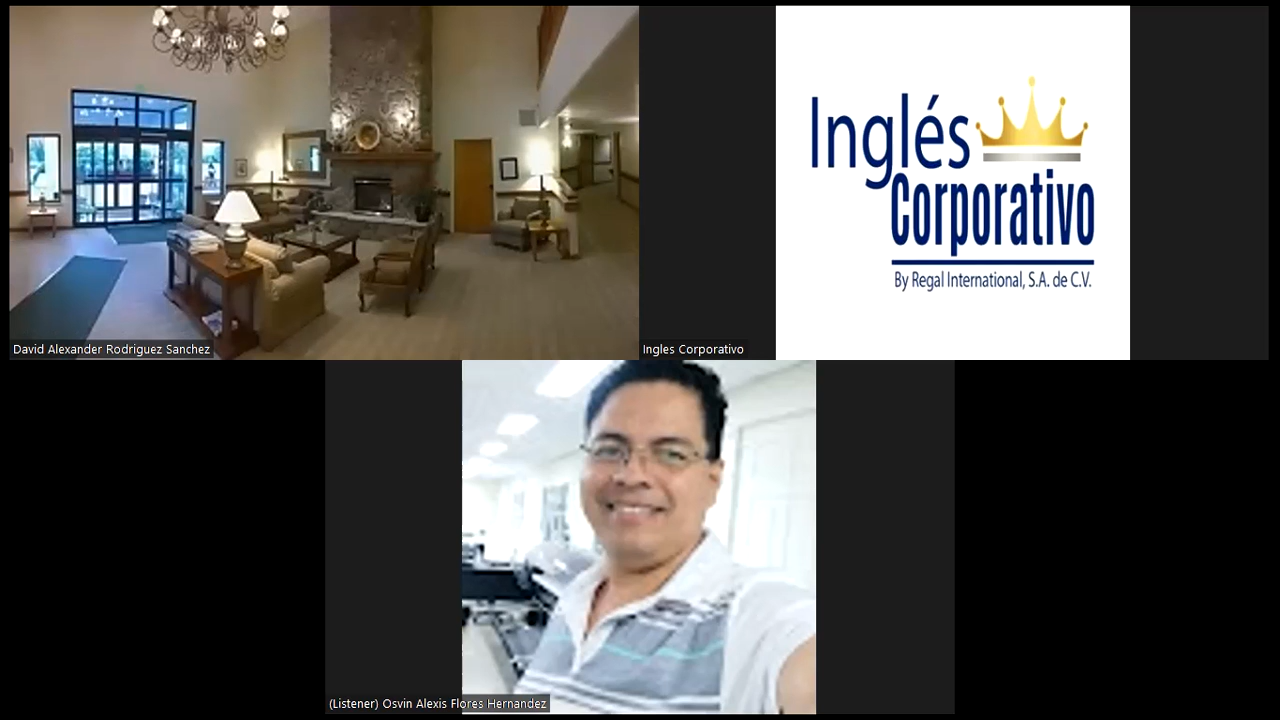 Inglés
Corporativo
By Regal International, S.A. de C.V.
David Alexander Rodriguez Sanchez
Ingles Corporativo
(Listener) Osvin Alexis Flores Hernandez